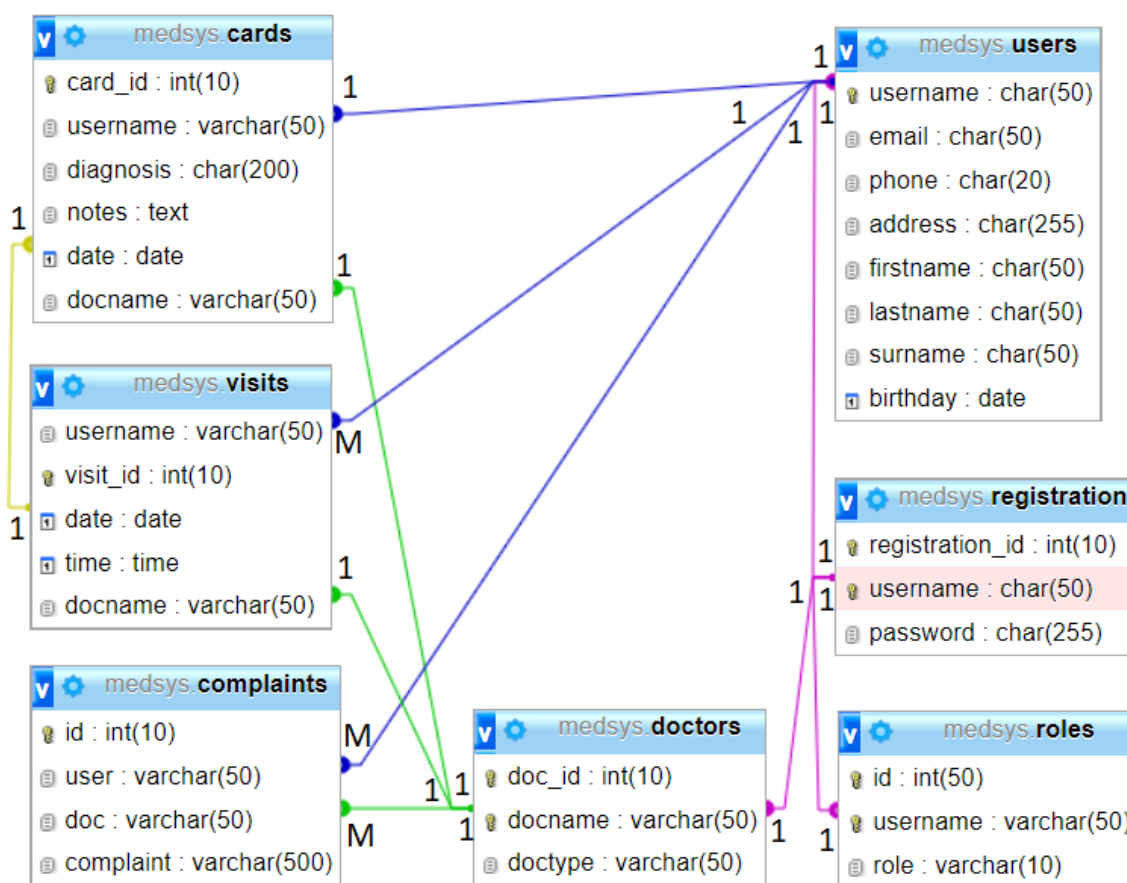 medsys.cards
card_id : int(10)
username : varchar(50)
diagnosis : char(200)
notes : text
date : date
docname : varchar(50)
1
1
1
medsys.users
username : char(50)
email : char(50)
phone : char(20)
address : char(255)
firstname : char(50)
lastname : char(50)
surname : char(50)
birthday : date
1
1
1
1
medsys.visits
username : varchar(50)
visit_id : int(10)
date : date
time : time
docname : varchar(50)
M
1
1
medsys.registration
registration_id : int(10)
username : char(50)
password : char(255)
1
1
1
medsys.complaints
id : int(10)
user : varchar(50)
doc : varchar(50)
complaint : varchar(500)
M
M
1
1
1
medsys.doctors
doc_id : int(10)
docname : varchar(50)
doctype : varchar(50)
1
1
medsys.roles
id : int(50)
username : varchar(50)
role : varchar(10)